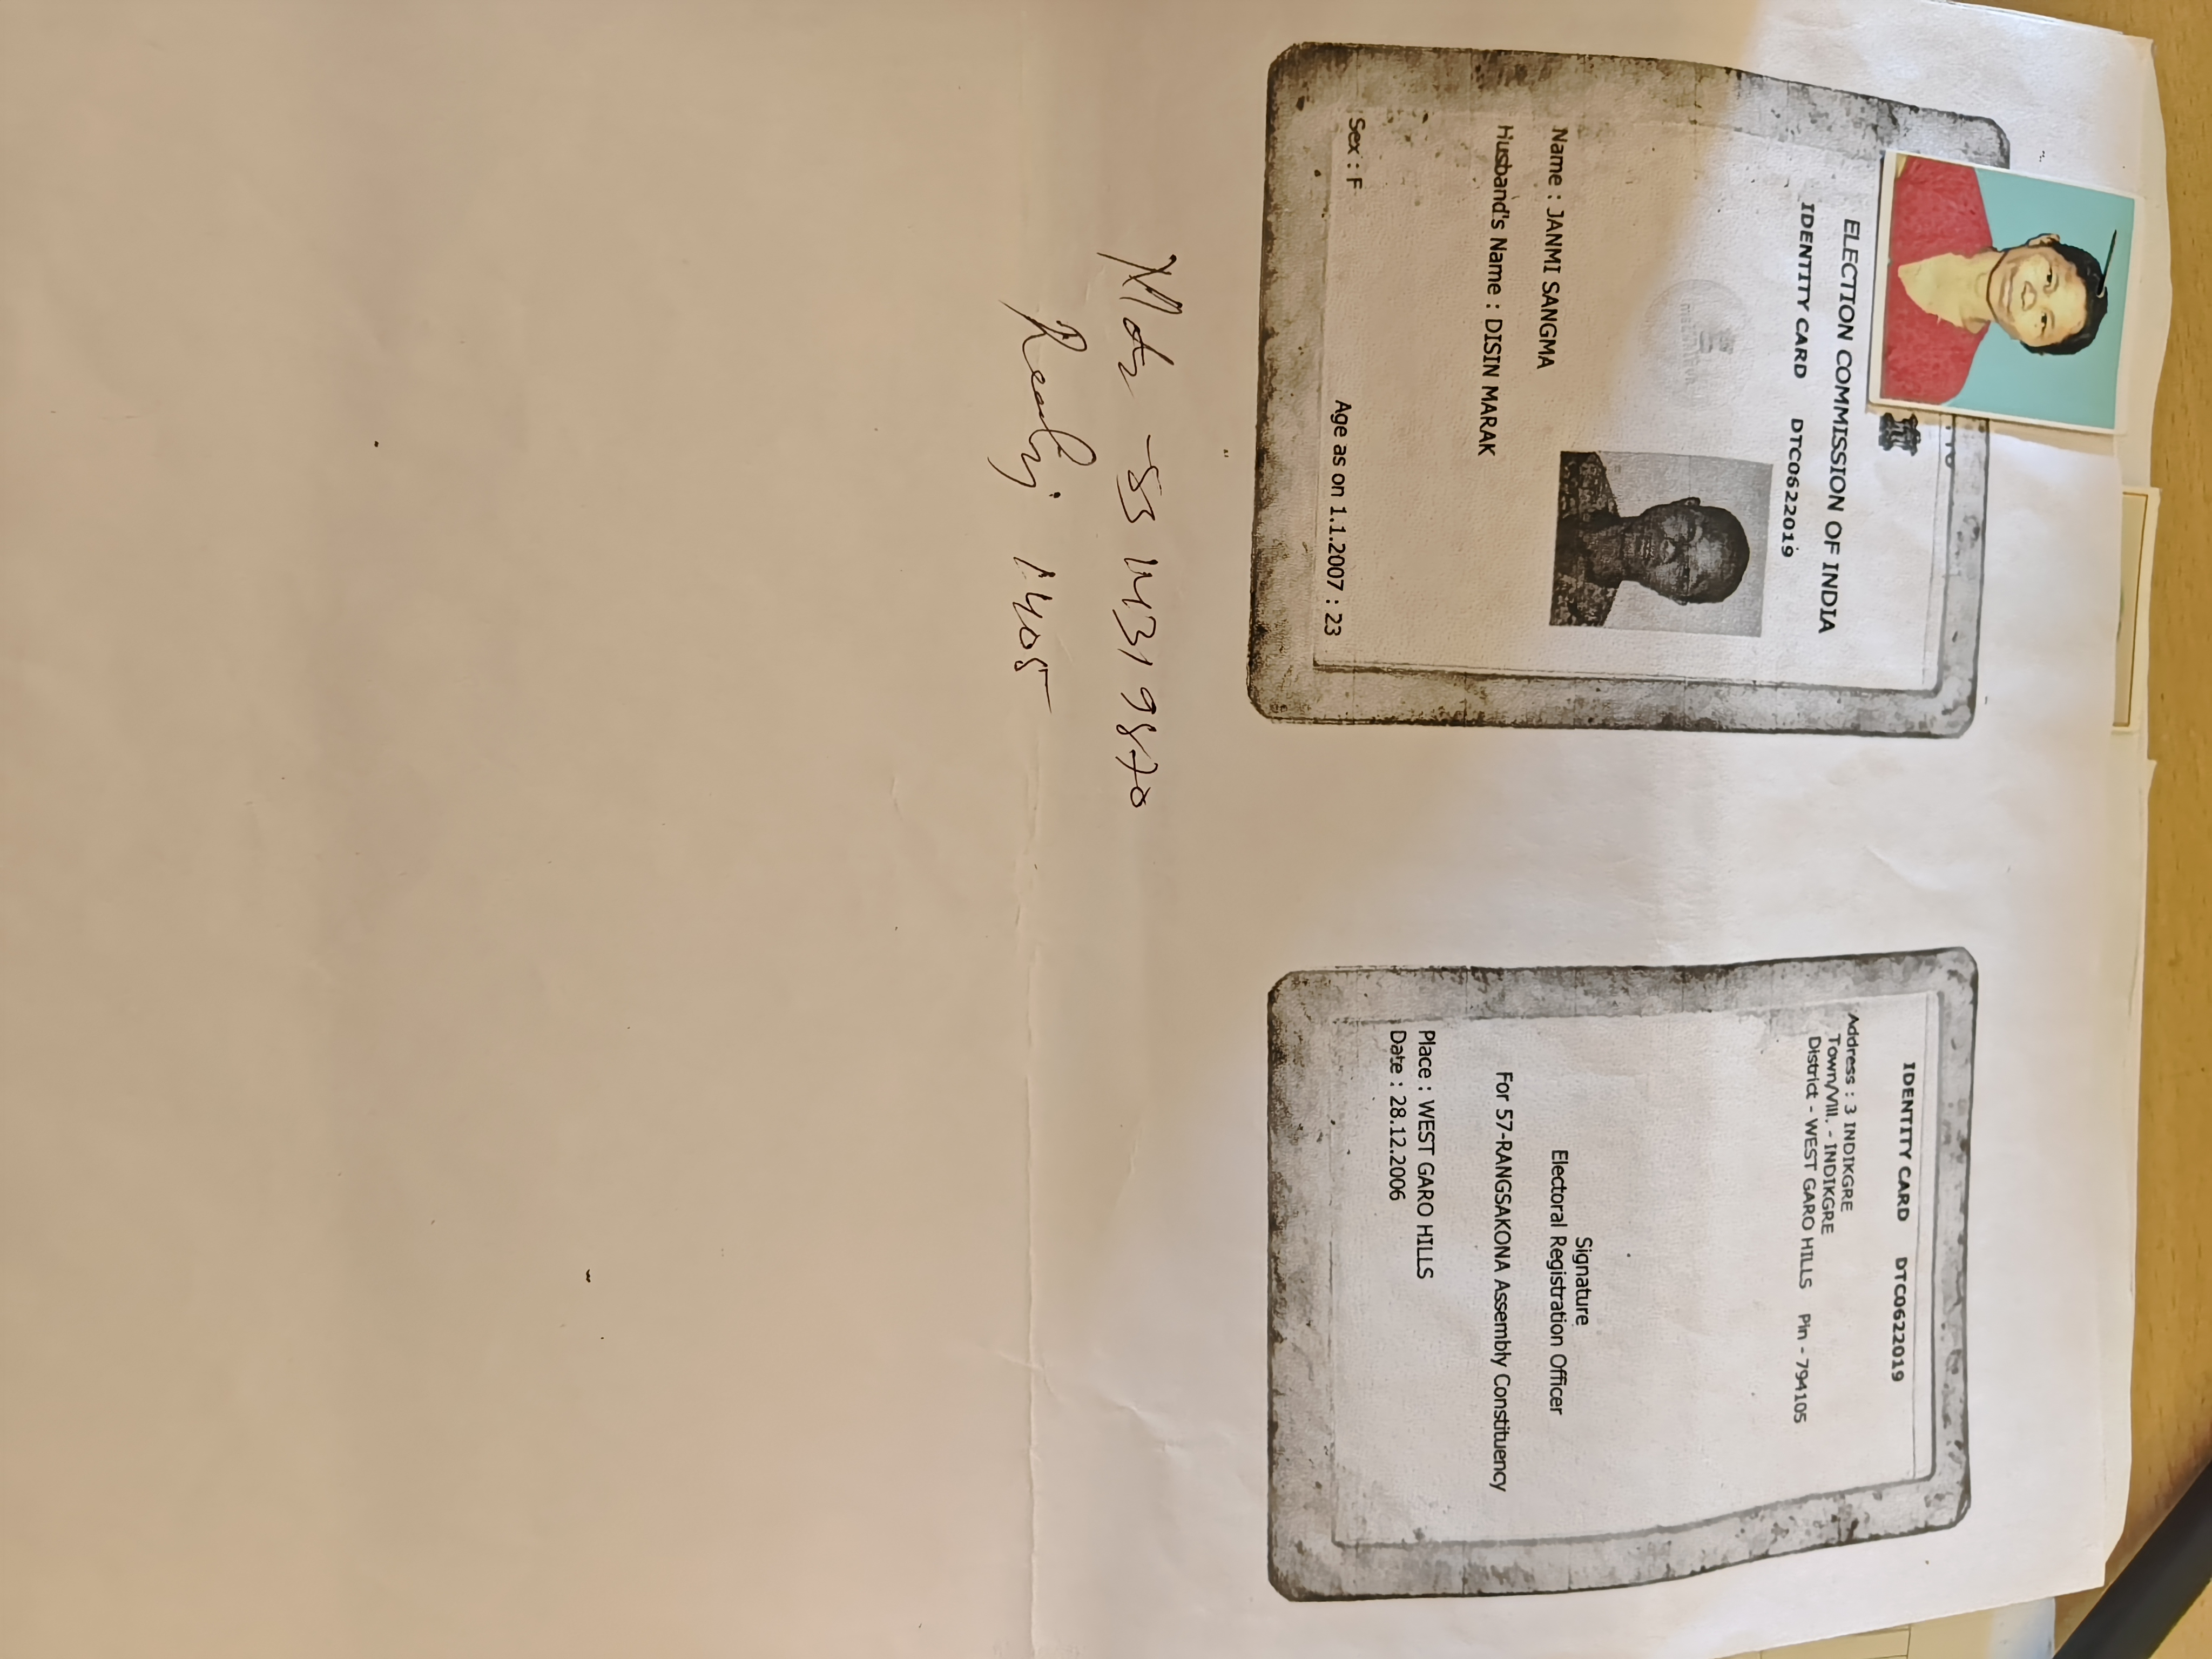 ELECTION COMMISSION OF INDIA
IDENTITY CARD DTC0622019
Name : JANMI SANGMA
Husband's Name : DISIN MARAK
Sex : F Age as on 1.1.2007 : 23
IDENTITY CARD DTC0622019
Address : 3 INDIKGRE
Town/Vill. - INDIKGRE
District - WEST GARO HILLS Pin - 794105
Signature
Electoral Registration Officer
For 57-RANGSAKONA Assembly Constituency
Place : WEST GARO HILLS
Date : 28.12.2006